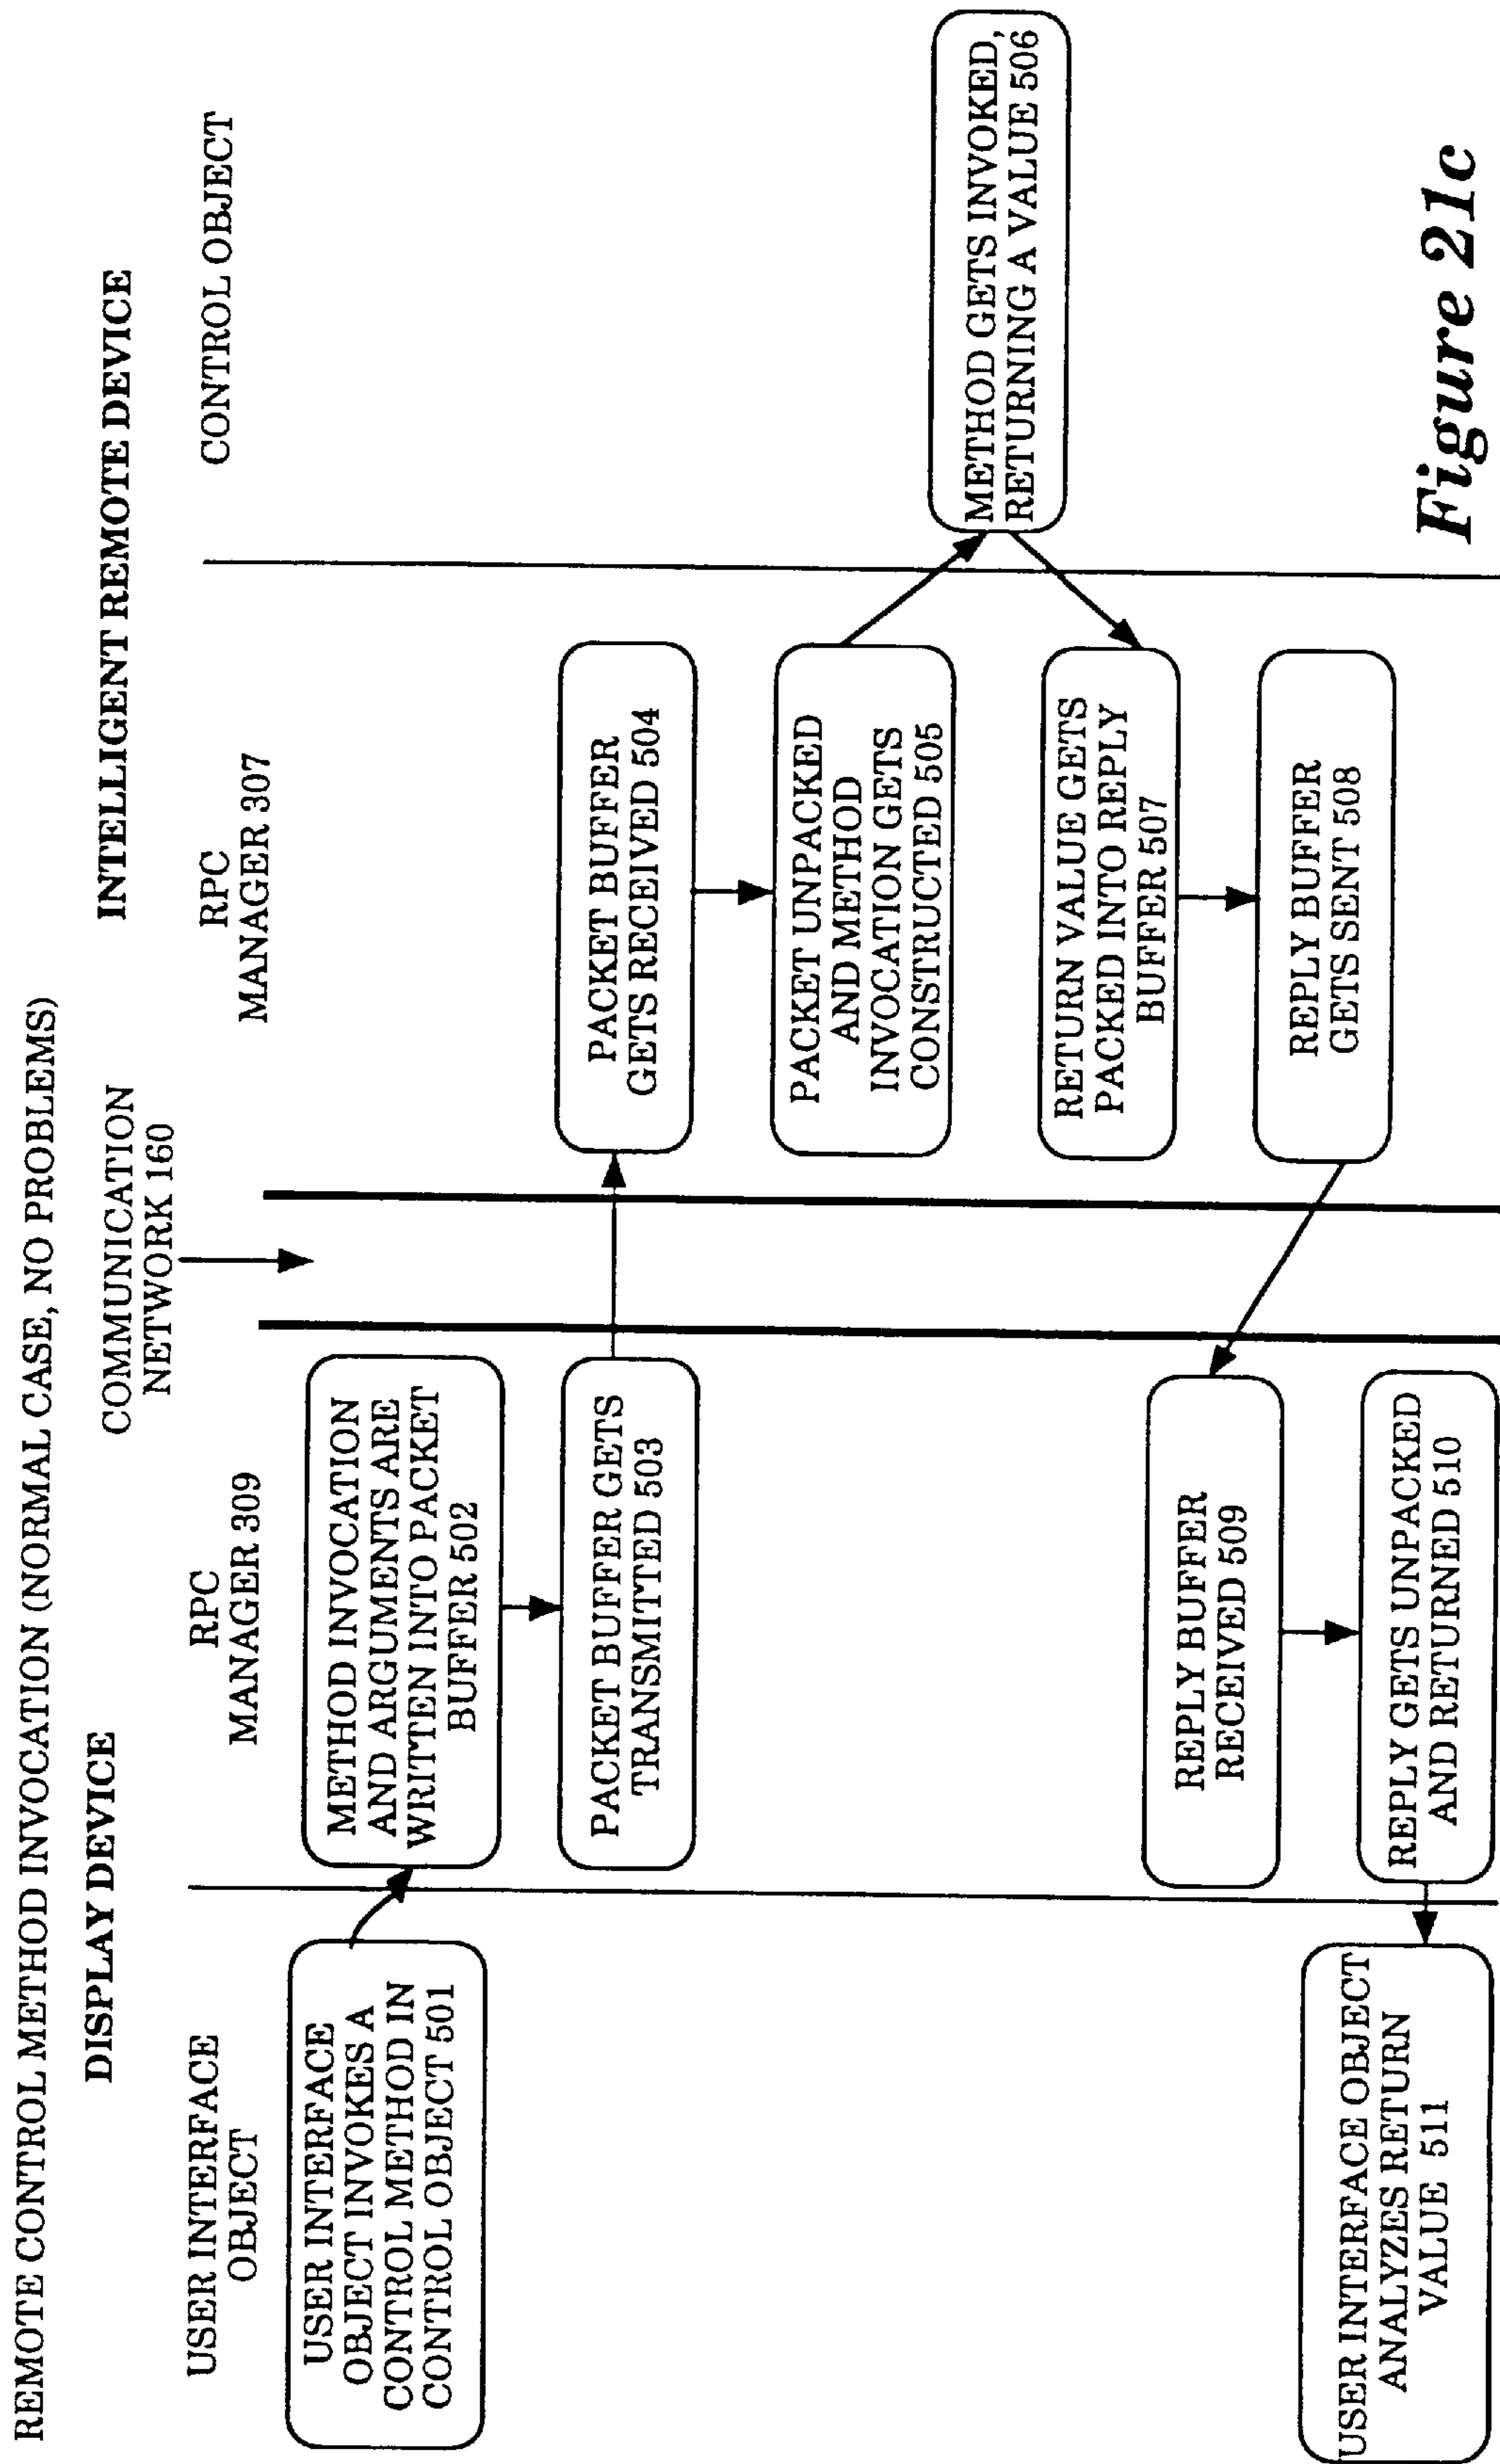 REMOTE CONTROL METHOD INVOCATION (NORMAL CASE, NO PROBLEMS)
DISPLAY DEVICE
INTELLIGENT REMOTE DEVICE
COMMUNICATION
NETWORK 160
USER INTERFACE
OBJECT
RPC
MANAGER 309
RPC
MANAGER 307
CONTROL OBJECT
USER INTERFACE
OBJECT INVOKES A
CONTROL METHOD IN
CONTROL OBJECT 501
METHOD INVOCATION
AND ARGUMENTS ARE
WRITTEN INTO PACKET
BUFFER 502
PACKET BUFFER GETS
TRANSMITTED 503
PACKET BUFFER
GETS RECEIVED 504
PACKET UNPACKED
AND METHOD
INVOCATION GETS
CONSTRUCTED 505
METHOD GETS INVOKED,
RETURNING A VALUE 506
RETURN VALUE GETS
PACKED INTO REPLY
BUFFER 507
REPLY BUFFER
GETS SENT 508
REPLY BUFFER
RECEIVED 509
REPLY GETS UNPACKED
AND RETURNED 510
USER INTERFACE OBJECT
ANALYZES RETURN
VALUE 511
Figure 21c